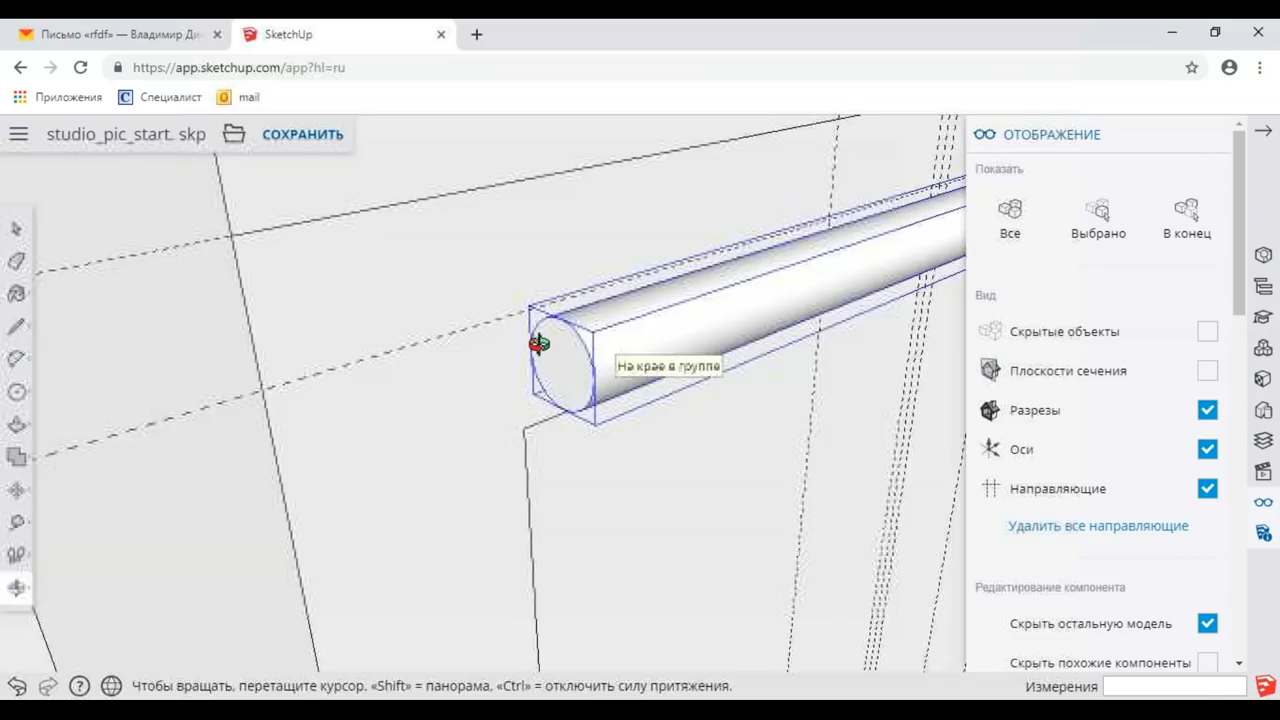 Письмо «rfdf» — Владимир Ди
SketchUp
https://app.sketchup.com/app?hl=ru
Приложения
Специалист
mail
studio_pic_start. skp
СОХРАНИТЬ
ОТОБРАЖЕНИЕ
Показать
Все
Выбрано
В конец
Вид
Скрытые объекты
Плоскости сечения
Разрезы
Оси
Направляющие
Удалить все направляющие
Редактирование компонента
Скрыть остальную модель
Скрыть похожие компоненты
На крае в группе
Чтобы вращать, перетащите курсор. «Shift» = панорама, «Ctrl» = отключить силу притяжения.
Измерения